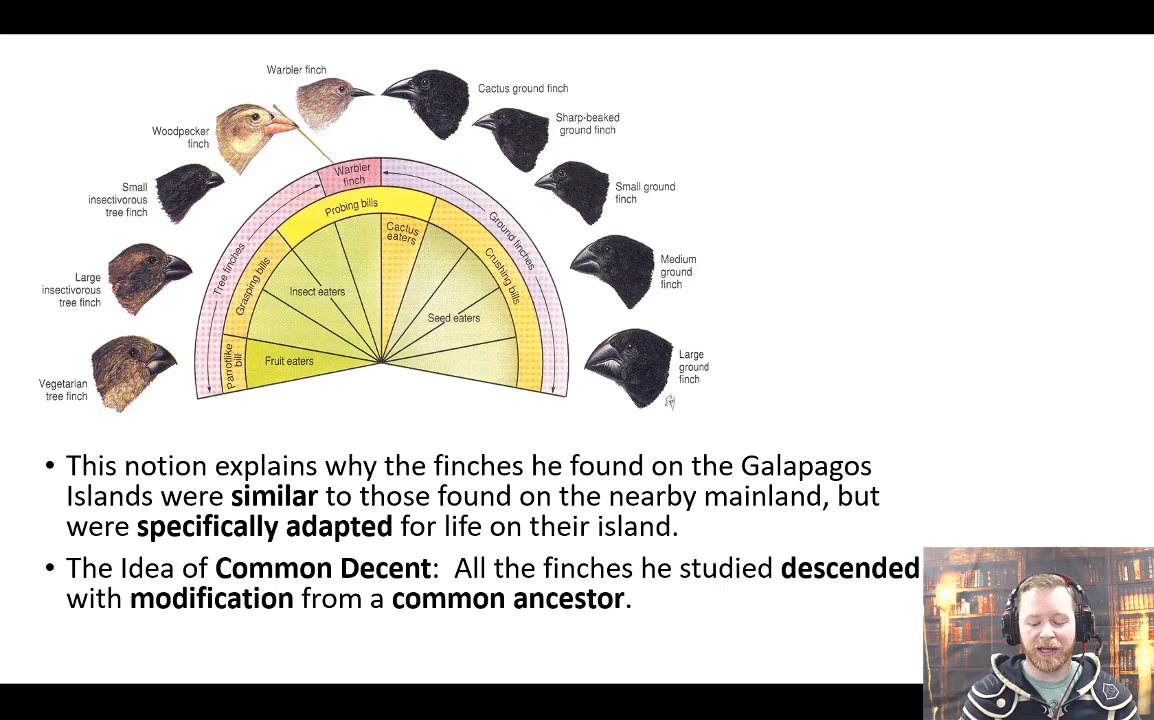 Warbler finch
Cactus ground finch
Sharp-beaked
ground finch
Woodpecker
finch
Small
insectivorous
tree finch
Small ground
finch
Large
insectivorous
tree finch
Medium
ground
finch
Vegetarian
tree finch
Large
ground
finch
Warbler
finch
Tree finches
Ground finches
Probing bills
Grasping bills
Crushing bills
Parrotlike
bill
Cactus
eaters
Insect eaters
Seed eaters
Fruit eaters
• This notion explains why the finches he found on the Galapagos
Islands were similar to those found on the nearby mainland, but
were specifically adapted for life on their island.
• The Idea of Common Decent: All the finches he studied descended
with modification from a common ancestor.